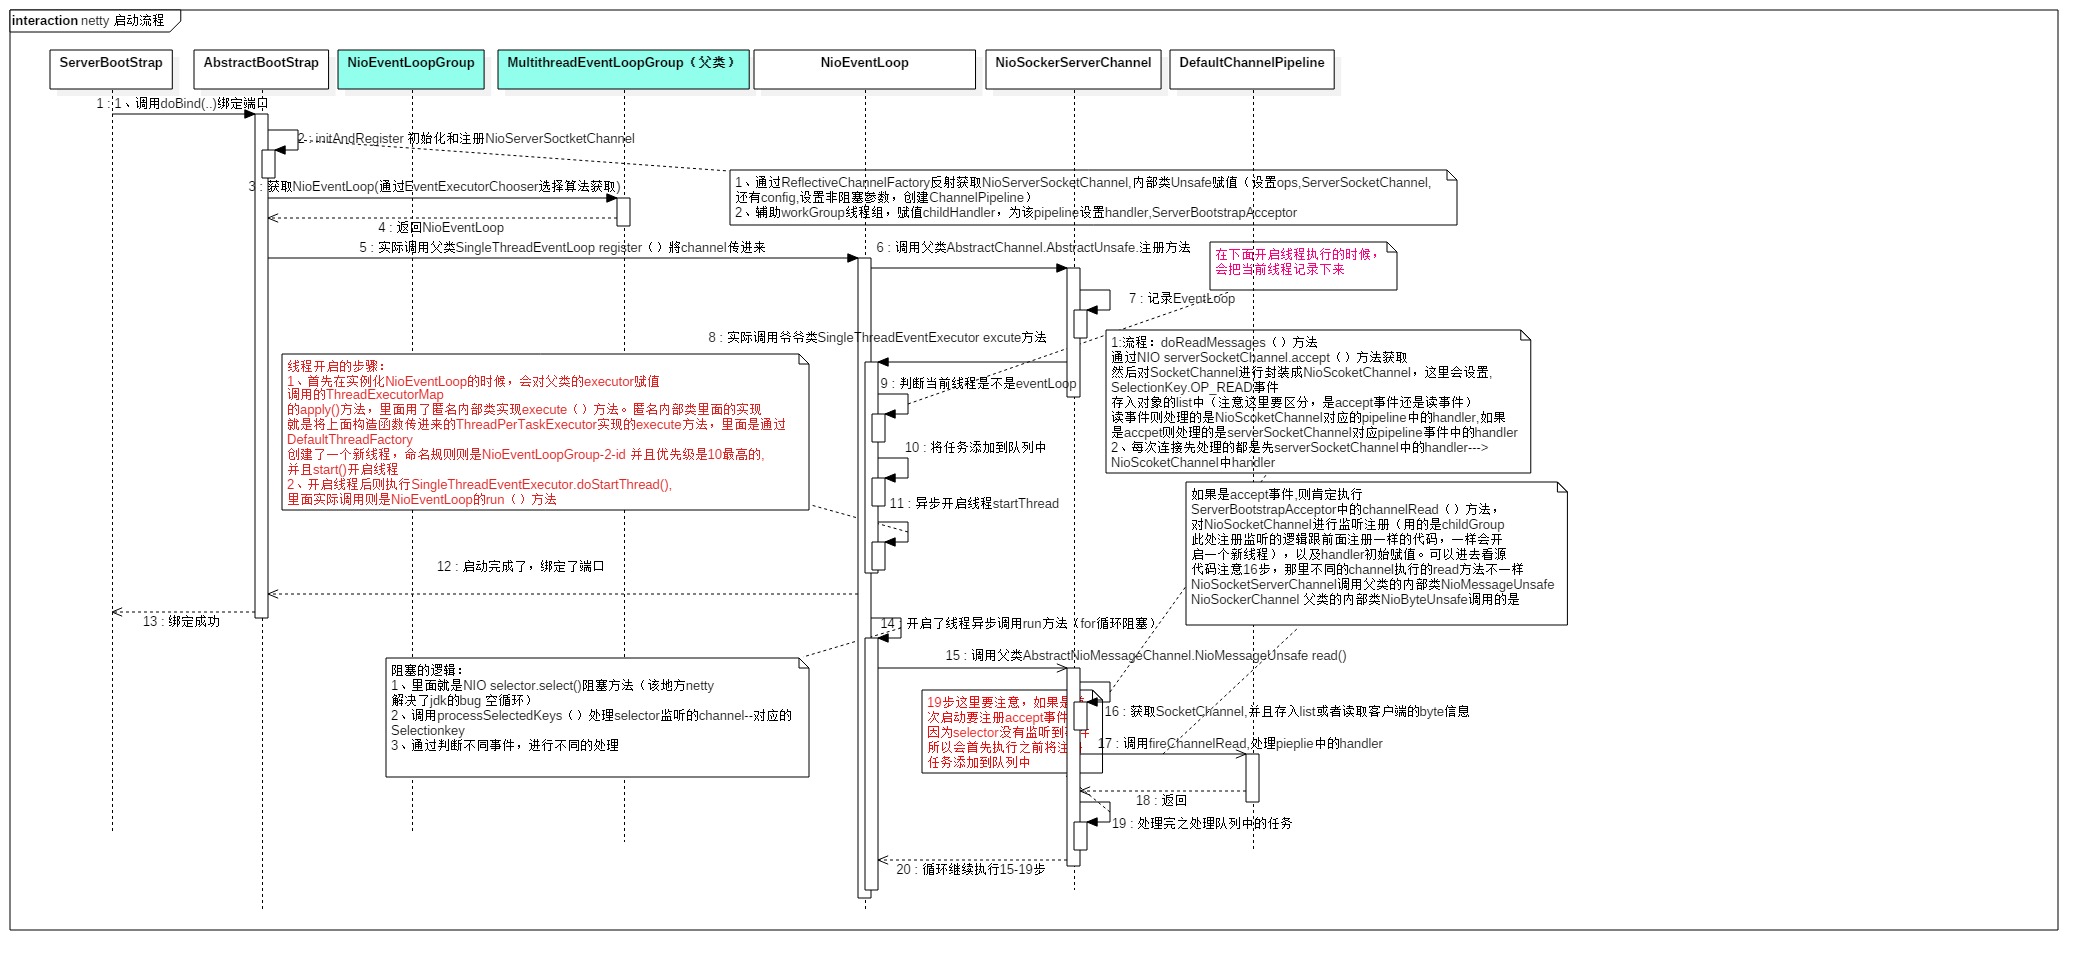 interaction netty 启动流程
ServerBootStrap
AbstractBootStrap
NioEventLoopGroup
MultithreadEventLoopGroup（父类）
NioEventLoop
NioSockerServerChannel
DefaultChannelPipeline
1 : 1、调用doBind(..)绑定端口
2 : initAndRegister 初始化和注册NioServerSoctketChannel
1、通过ReflectiveChannelFactory反射获取NioServerSocketChannel,内部类Unsafe赋值（设置ops,ServerSocketChannel,
还有config,设置非阻塞参数，创建ChannelPipeline）
2、辅助workGroup线程组，赋值childHandler，为该pipeline设置handler,ServerBootstrapAcceptor
3 : 获取NioEventLoop(通过EventExecutorChooser选择算法获取)
4 : 返回NioEventLoop
5 : 实际调用父类SingleThreadEventLoop register（）将channel传进来
6 : 调用父类AbstractChannel.AbstractUnsafe.注册方法
在下面开启线程执行的时候，
会把当前线程记录下来
7 : 记录EventLoop
8 : 实际调用爷爷类SingleThreadEventExecutor excute方法
1:流程：doReadMessages（）方法
通过NIO serverSocketChannel.accept（）方法获取
然后对SocketChannel进行封装成NioScoketChannel，这里会设置,
SelectionKey.OP_READ事件
存入对象的list中（注意这里要区分，是accept事件还是读事件）
读事件则处理的是NioScoketChannel对应的pipeline中的handler,如果
是accpet则处理的是serverSocketChannel对应pipeline事件中的handler
2、每次连接先处理的都是先serverSocketChannel中的handler--->
NioScoketChannel中handler
线程开启的步骤：
1、首先在实例化NioEventLoop的时候，会对父类的executor赋值
调用的ThreadExecutorMap
的apply()方法，里面用了匿名内部类实现execute（）方法。匿名内部类里面的实现
就是将上面构造函数传进来的ThreadPerTaskExecutor实现的execute方法，里面是通过
DefaultThreadFactory
创建了一个新线程，命名规则则是NioEventLoopGroup-2-id 并且优先级是10最高的,
并且start()开启线程
2、开启线程后则执行SingleThreadEventExecutor.doStartThread(),
里面实际调用则是NioEventLoop的run（）方法
9 : 判断当前线程是不是eventLoop
10 : 将任务添加到队列中
11 : 异步开启线程startThread
如果是accept事件,则肯定执行
ServerBootstrapAcceptor中的channelRead（）方法，
对NioSocketChannel进行监听注册（用的是childGroup
此处注册监听的逻辑跟前面注册一样的代码，一样会开
启一个新线程），以及handler初始赋值。可以进去看源
代码注意16步，那里不同的channel执行的read方法不一样
NioSocketServerChannel调用父类的内部类NioMessageUnsafe
NioSockerChannel 父类的内部类NioByteUnsafe调用的是
12 : 启动完成了，绑定了端口
13 : 绑定成功
14 : 开启了线程异步调用run方法（for循环阻塞）
15 : 调用父类AbstractNioMessageChannel.NioMessageUnsafe read()
阻塞的逻辑：
1、里面就是NIO selector.select()阻塞方法（该地方netty
解决了jdk的bug 空循环）
2、调用processSelectedKeys（）处理selector监听的channel--对应的
Selectionkey
3、通过判断不同事件，进行不同的处理
19步这里要注意，如果是
次启动要注册accept事件
因为selector没有监听到
所以会首先执行之前将注
任务添加到队列中
16 : 获取SocketChannel,并且存入list或者读取客户端的byte信息
17 : 调用fireChannelRead,处理pieplie中的handler
18 : 返回
19 : 处理完之处理队列中的任务
20 : 循环继续执行15-19步